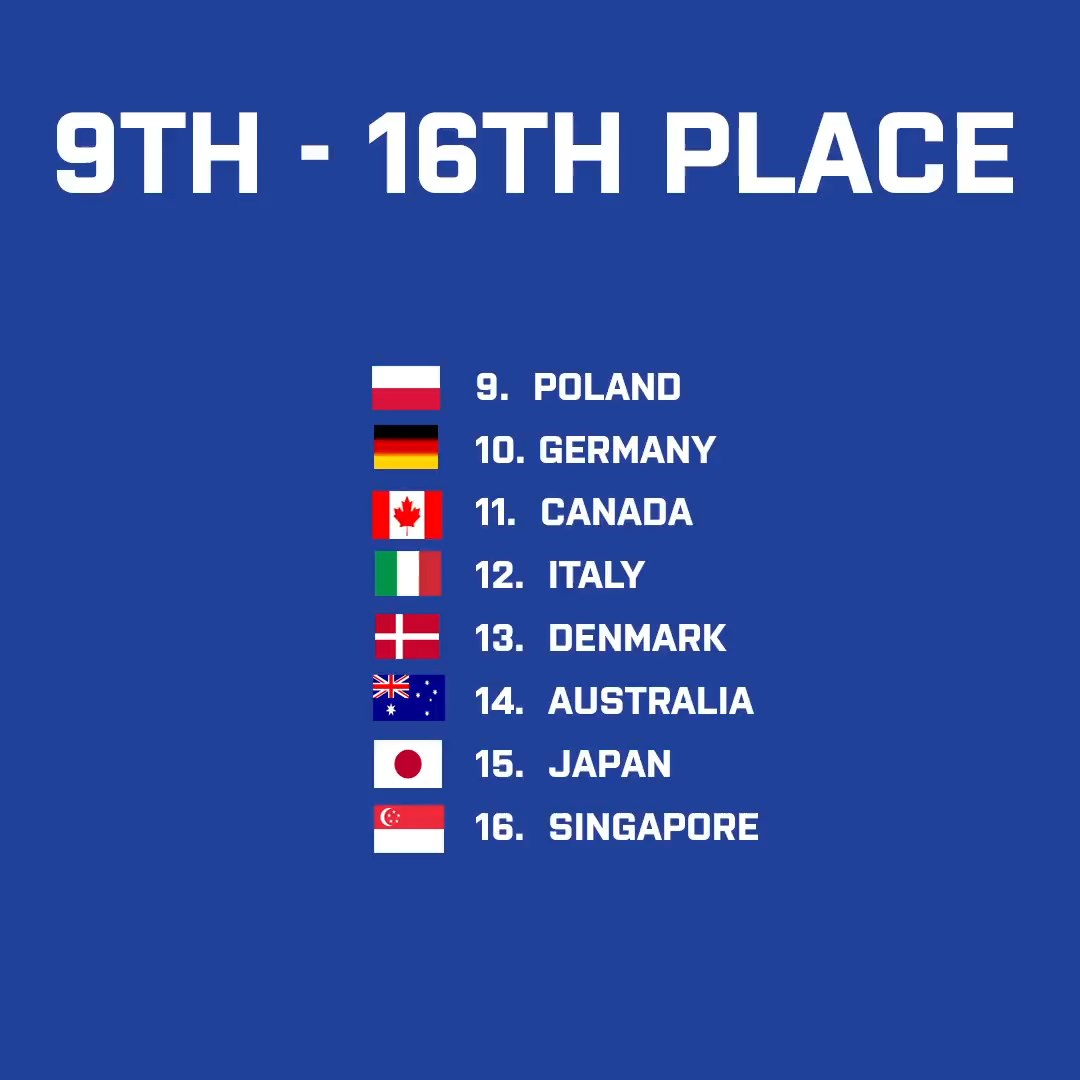 9TH - 16TH PLACE
9. POLAND
10. GERMANY
11. CANADA
12. ITALY
13. DENMARK
14. AUSTRALIA
15. JAPAN
16. SINGAPORE